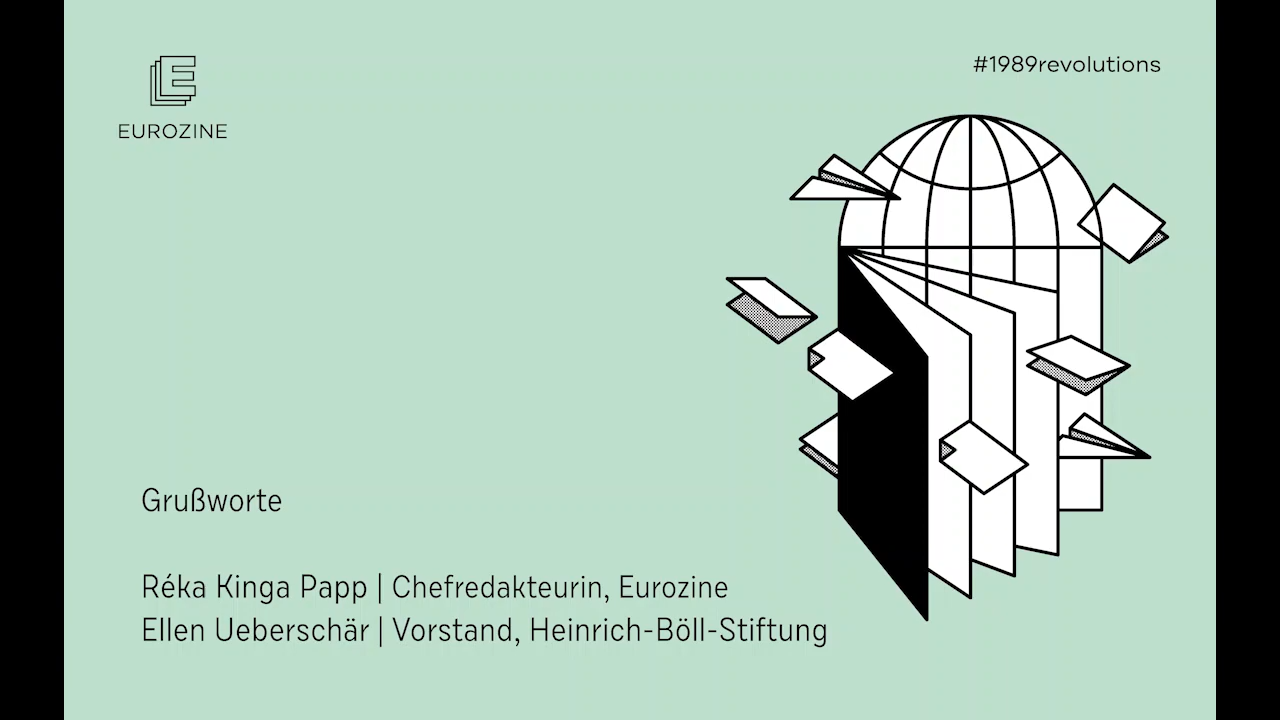 EUROZINE
#1989revolutions
Grußworte
Réka Kinga Papp | Chefredakteurin, Eurozine
Ellen Ueberschär | Vorstand, Heinrich-Böll-Stiftung